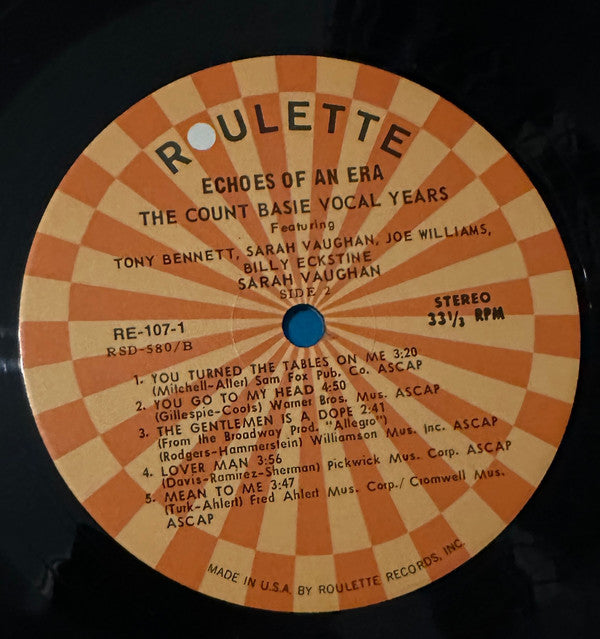 ROULETTE
ECHOES OF AN ERA
THE COUNT BASIE VOCAL YEARS
Featuring
TONY BENNETT, SARAH VAUGHAN, JOE WILLIAMS,
BILLY ECKSTINE
SARAH VAUGHAN
SIDE 2
RE-107-1
RSD-580/B
STEREO
33 1/3 RPM
1. YOU TURNED THE TABLES ON ME 3:20
(Mitchell-Alter) Sam Fox Pub. Co. ASCAP
2. YOU GO TO MY HEAD 4:50
(Gillespie-Coots) Warner Bros. Mus. ASCAP
3. THE GENTLEMEN IS A DOPE 2:41
(From the Broadway Prod. "Allegro")
(Rodgers-Hammerstein) Williamson Mus. Inc. ASCAP
4. LOVER MAN 3:56
(Davis-Ramirez-Sherman) Pickwick Mus. Corp. ASCAP
5. MEAN TO ME 3:47
(Turk-Ahlert) Fred Ahlert Mus. Corp./ Cromwell Mus.
ASCAP
MADE IN U.S.A. BY ROULETTE RECORDS, INC.